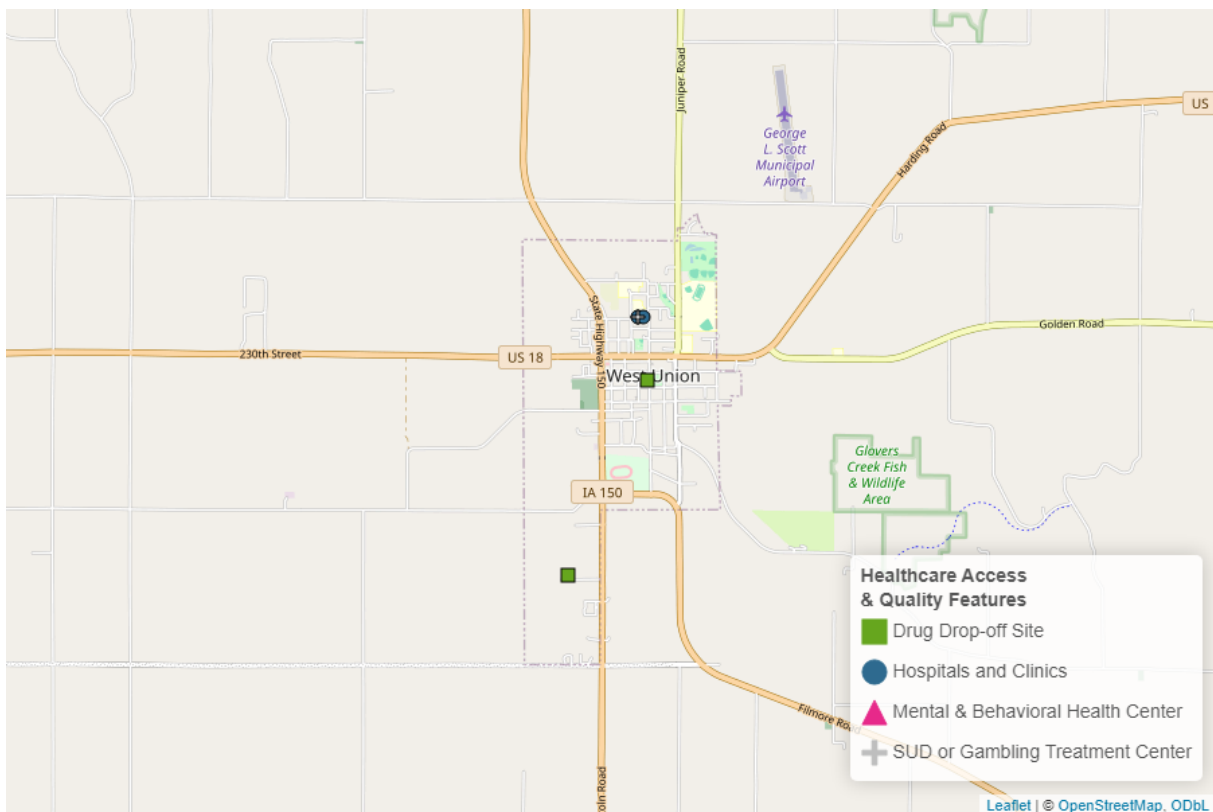 Juniper Road
US
George
L. Scott
Municipal
Airport
Harding Road
State Highway 150
Golden Road
230th Street
US 18
West Union
Glovers
Creek Fish
& Wildlife
Area
IA 150
Healthcare Access
& Quality Features
Drug Drop-off Site
Hospitals and Clinics
Mental & Behavioral Health Center
SUD or Gambling Treatment Center
Filmore Road
Road
Leaflet | © OpenStreetMap, ODbL